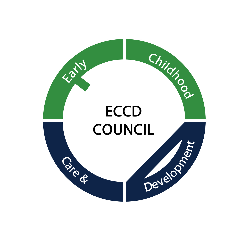 Early
Childhood
ECCD
COUNCIL
Care &
Development